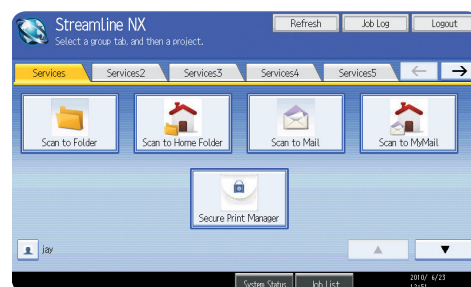 Streamline NX
Select a group tab, and then a project.
Refresh
Job Log
Logout
Services
Services2
Services3
Services4
Services5
Scan to Folder
Scan to Home Folder
Scan to Mail
Scan to MyMail
Secure Print Manager
jay
System Status
Job List
2010/ 6/23